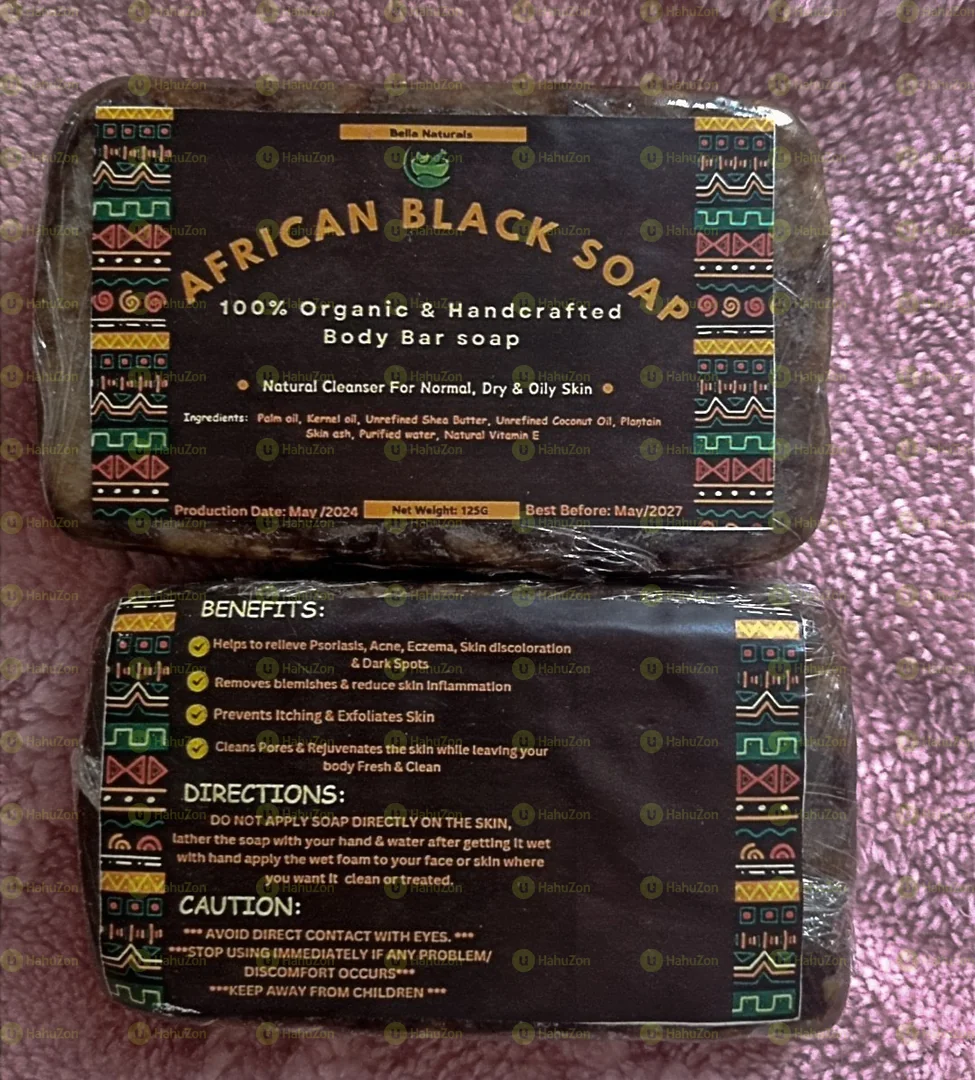 Bella Naturals
AFRICAN BLACK SOAP
100% Organic & Handcrafted
Body Bar soap
Natural Cleanser For Normal, Dry & Oily Skin
Ingredients: Palm oil, Kernel oil, Unrefined Shea Butter, Unrefined Coconut Oil, Plantain
Skin ash, Purified water, Natural Vitamin E
Production Date: May /2024 Net Weight: 125G Best Before: May/2027
BENEFITS:
Helps to relieve Psoriasis, Acne, Eczema, Skin discoloration
& Dark Spots
Removes blemishes & reduce skin Inflammation
Prevents Itching & Exfoliates Skin
Cleans Pores & Rejuvenates the skin while leaving your
body Fresh & Clean
DIRECTIONS:
DO NOT APPLY SOAP DIRECTLY ON THE SKIN,
lather the soap with your hand & water after getting it wet
with hand apply the wet foam to your face or skin where
you want it clean or treated.
CAUTION:
*** AVOID DIRECT CONTACT WITH EYES. ***
***STOP USING IMMEDIATELY IF ANY PROBLEM/
DISCOMFORT OCCURS***
***KEEP AWAY FROM CHILDREN ***
HahuZon